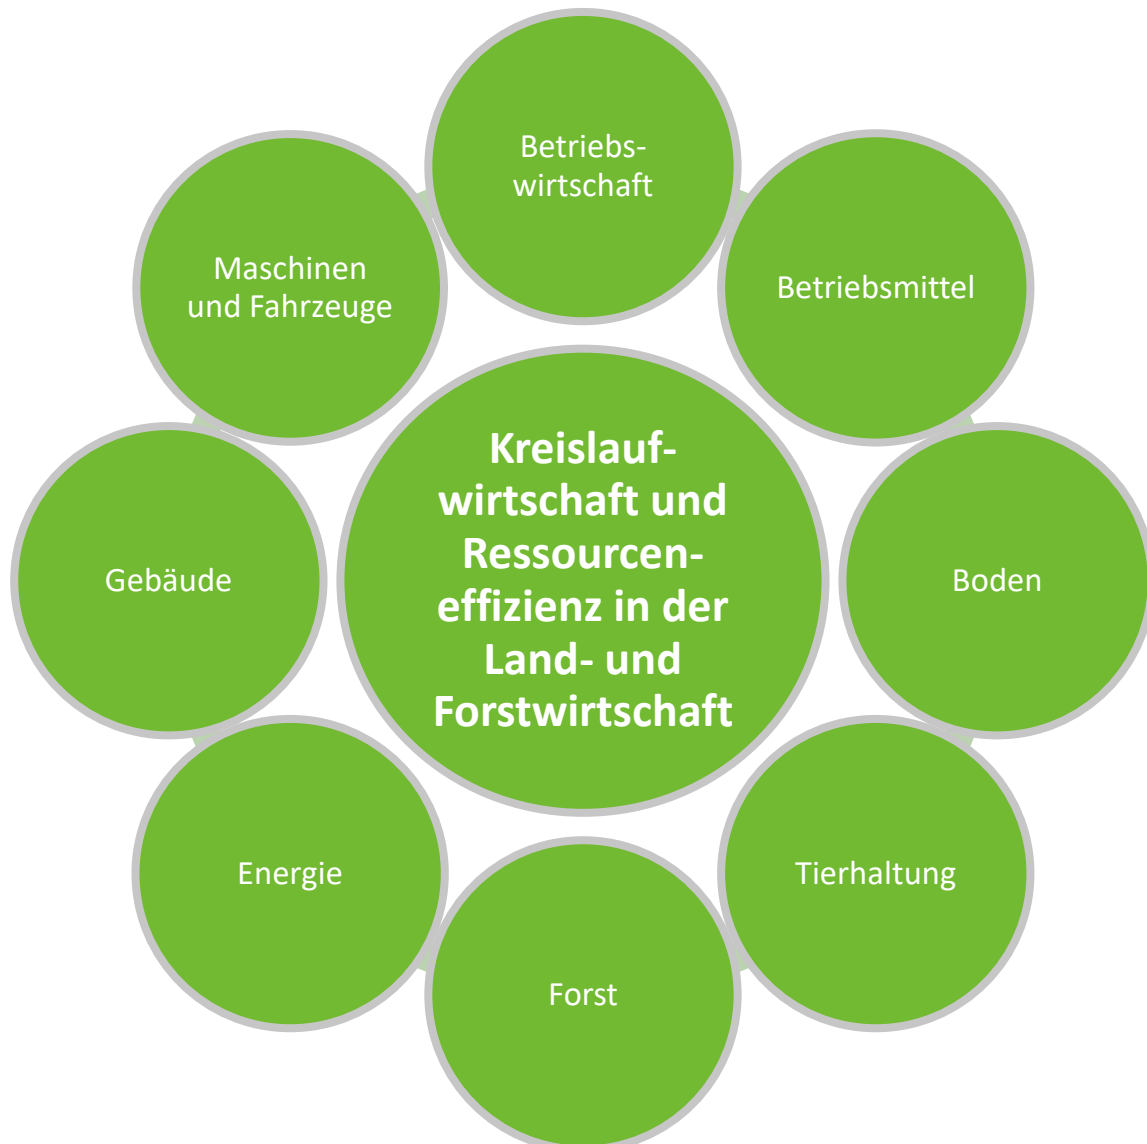 Betriebs-
wirtschaft
Maschinen
und Fahrzeuge
Betriebsmittel
Kreislauf-
wirtschaft und
Ressourcen-
effizienz in der
Land- und
Forstwirtschaft
Gebäude
Boden
Energie
Tierhaltung
Forst